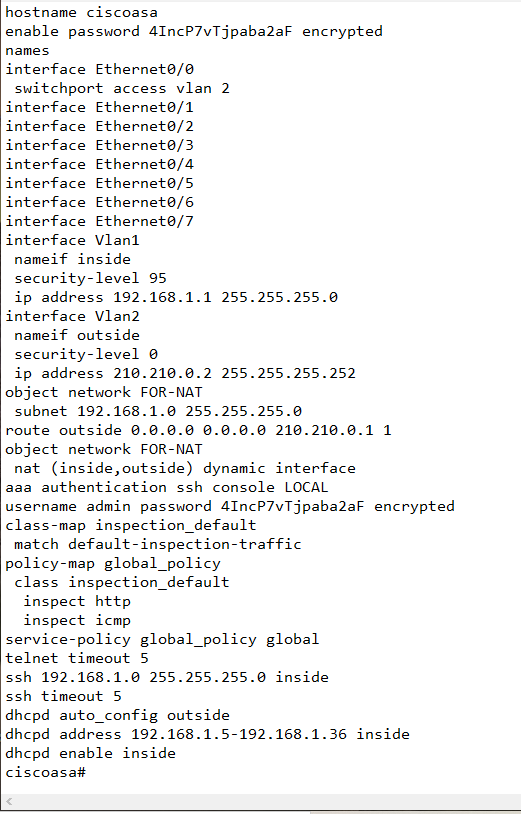 hostname ciscoasa
enable password 4IncP7vTjpaba2aF encrypted
names
interface Ethernet0/0
 switchport access vlan 2
interface Ethernet0/1
interface Ethernet0/2
interface Ethernet0/3
interface Ethernet0/4
interface Ethernet0/5
interface Ethernet0/6
interface Ethernet0/7
interface Vlan1
 nameif inside
 security-level 95
 ip address 192.168.1.1 255.255.255.0
interface Vlan2
 nameif outside
 security-level 0
 ip address 210.210.0.2 255.255.255.252
object network FOR-NAT
 subnet 192.168.1.0 255.255.255.0
route outside 0.0.0.0 0.0.0.0 210.210.0.1 1
object network FOR-NAT
 nat (inside,outside) dynamic interface
aaa authentication ssh console LOCAL
username admin password 4IncP7vTjpaba2aF encrypted
class-map inspection_default
 match default-inspection-traffic
policy-map global_policy
 class inspection_default
  inspect http
  inspect icmp
service-policy global_policy global
telnet timeout 5
ssh 192.168.1.0 255.255.255.0 inside
ssh timeout 5
dhcpd auto_config outside
dhcpd address 192.168.1.5-192.168.1.36 inside
dhcpd enable inside
ciscoasa#